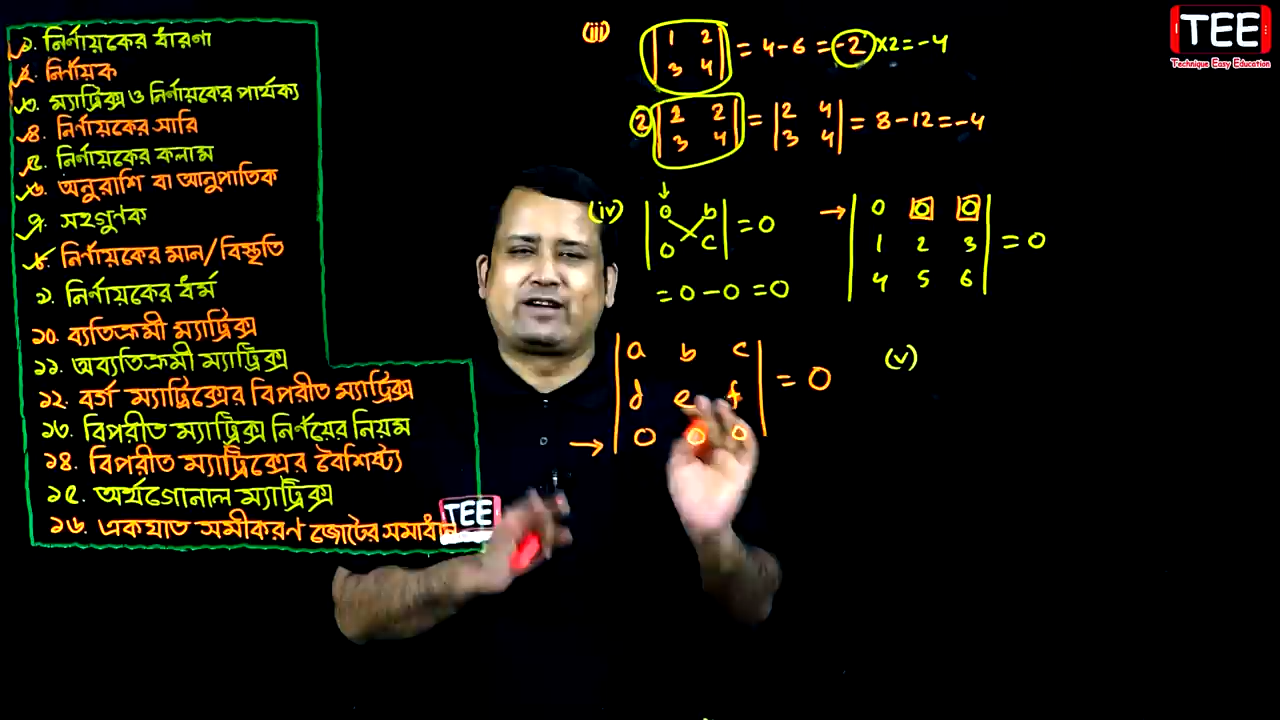 ১. নির্ণায়কের ধারণা
২. নির্ণায়ক
৩. ম্যাট্রিক্স ও নির্ণায়কের পার্থক্য
৪. নির্ণায়কের সারি
৫. নির্ণায়কের কলাম
৬. অনুরাশি বা আনুপাতিক
৭. সহগুণক
৮. নির্ণায়কের মান/বিস্তৃতি
৯. নির্ণায়কের ধর্ম
১০. ব্যতিক্রমী ম্যাট্রিক্স
১১. অব্যতিক্রমী ম্যাট্রিক্স
১২. বর্গ ম্যাট্রিক্সের বিপরীত ম্যাট্রিক্স
১৩. বিপরীত ম্যাট্রিক্স নির্ণয়ের নিয়ম
১৪. বিপরীত ম্যাট্রিক্সের বৈশিষ্ট্য
১৫. অর্থগোনাল ম্যাট্রিক্স
১৬. একঘাত সমীকরণ জোটের সমাধান
TEE
(iii)
|1 2| = 4-6 = -2 ×2 = -4
|3 4|
2 |2 2| = |2 4| = 8-12 = -4
|3 4| |3 4|
↓
(iv) |0 b| = 0
|0 c|
= 0-0 = 0
→ |0 0 0|
|1 2 3| = 0
|4 5 6|
|a b c|
|d e f| = 0
→ |0 0 0|
(v)
TEE
Technique Easy Education